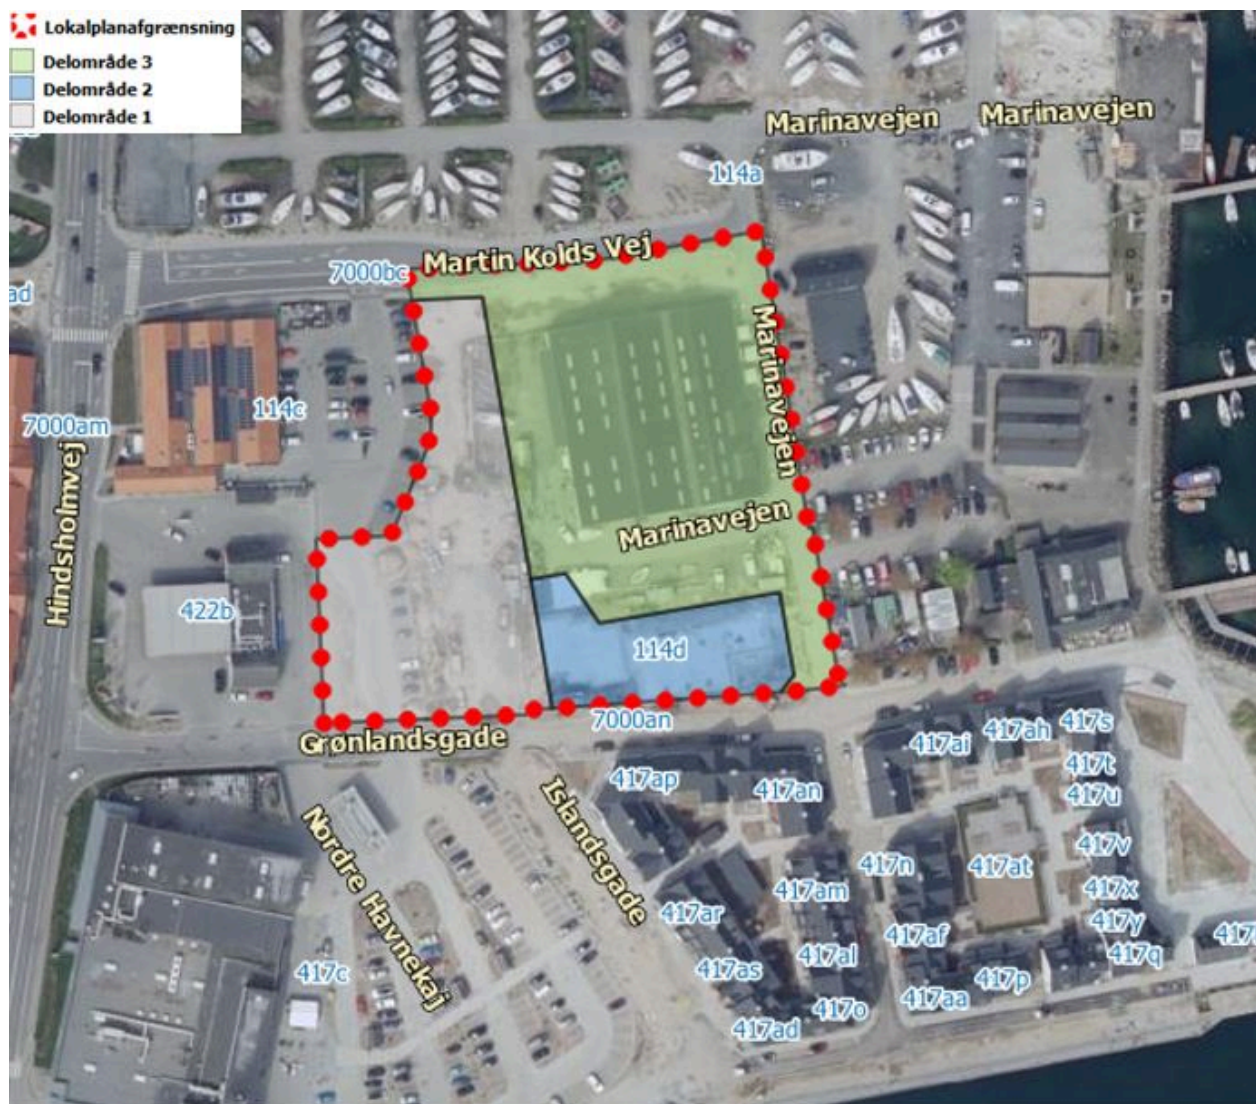 Lokalplanafgrænsning
Delområde 3
Delområde 2
Delområde 1
Marinavejen
Marinavejen
114a
Martin Kolds Vej
7000bc
ad
Marinavejen
114c
7000am
Hindsholmvej
Marinavejen
422b
114d
7000an
Grønlandsgade
417s
417ah
417ai
417t
417ap
417an
417u
Islandsgade
Nordre Havnekaj
417v
417n
417at
417am
417x
417ar
417y
417af
417
417al
417q
417as
417c
417p
417aa
417o
417ad